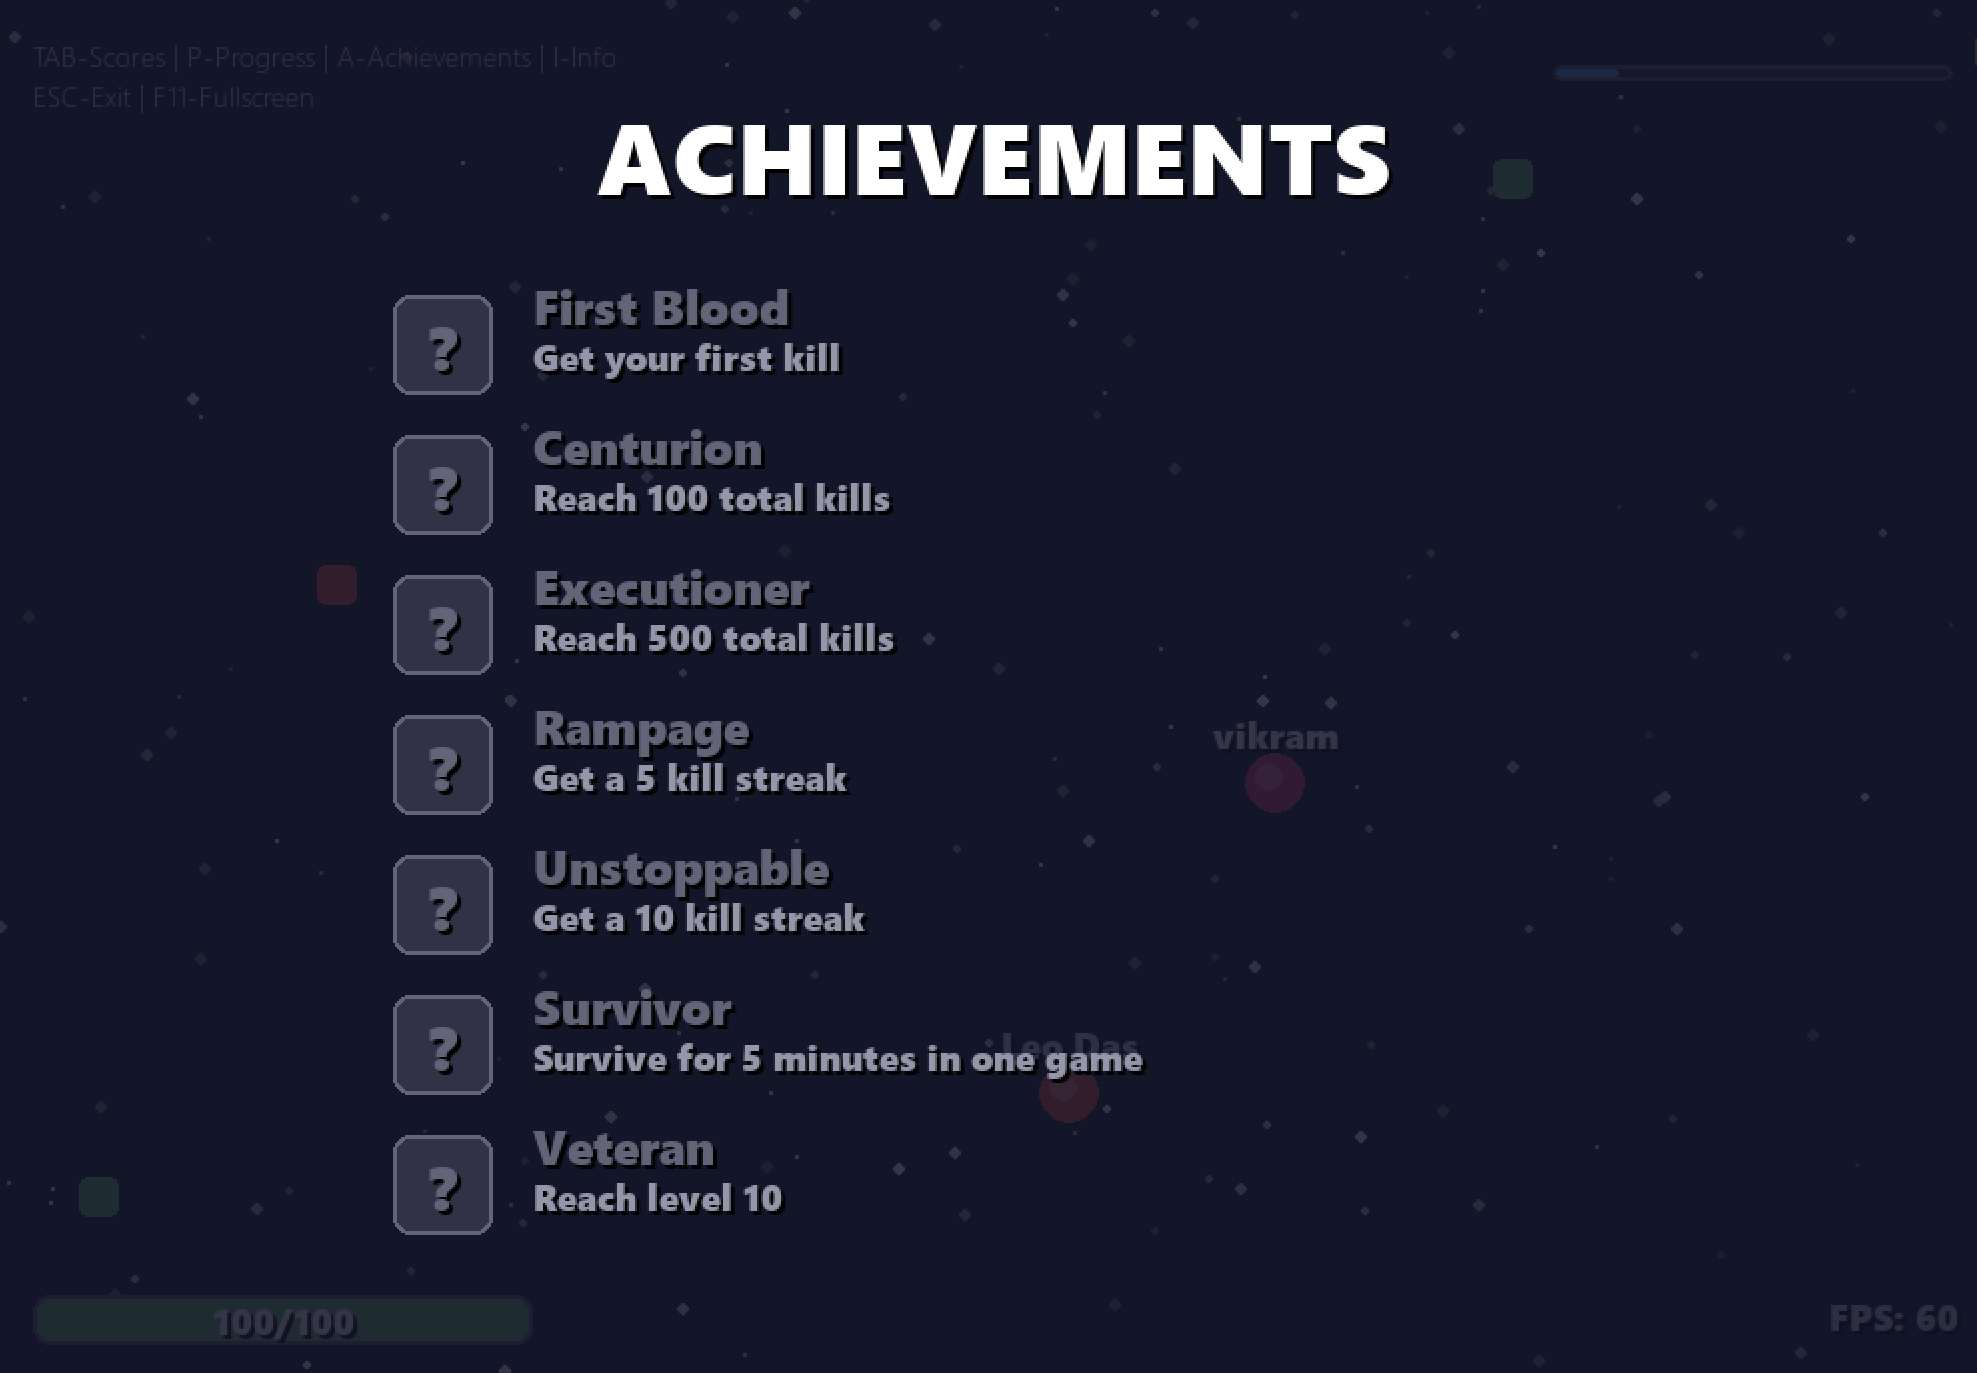 TAB-Scores | P-Progress | A-Achievements | I-Info
ESC-Exit | F11-Fullscreen
ACHIEVEMENTS
?
First Blood
Get your first kill
?
Centurion
Reach 100 total kills
?
Executioner
Reach 500 total kills
?
Rampage
Get a 5 kill streak
vikram
?
Unstoppable
Get a 10 kill streak
?
Survivor
Leo Das
Survive for 5 minutes in one game
?
Veteran
Reach level 10
100/100
FPS: 60